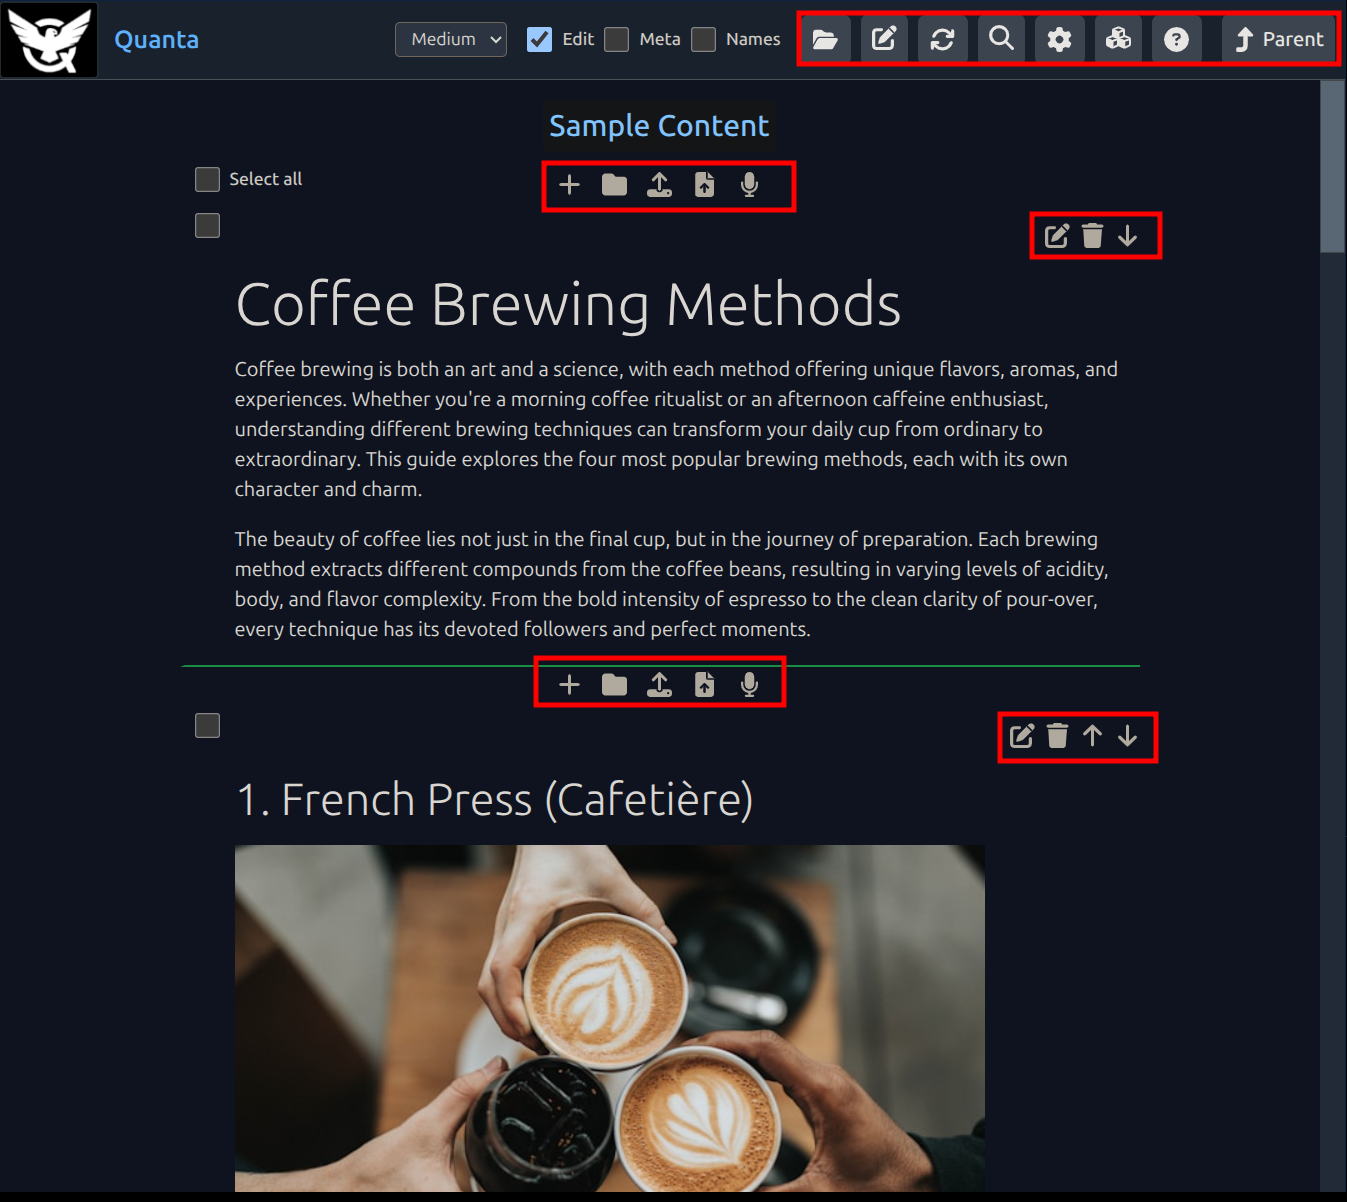 Quanta
Medium
Edit
Meta
Names
Parent
Sample Content
Select all
Coffee Brewing Methods
Coffee brewing is both an art and a science, with each method offering unique flavors, aromas, and
experiences. Whether you're a morning coffee ritualist or an afternoon caffeine enthusiast,
understanding different brewing techniques can transform your daily cup from ordinary to
extraordinary. This guide explores the four most popular brewing methods, each with its own
character and charm.
The beauty of coffee lies not just in the final cup, but in the journey of preparation. Each brewing
method extracts different compounds from the coffee beans, resulting in varying levels of acidity,
body, and flavor complexity. From the bold intensity of espresso to the clean clarity of pour-over,
every technique has its devoted followers and perfect moments.
1. French Press (Cafetière)